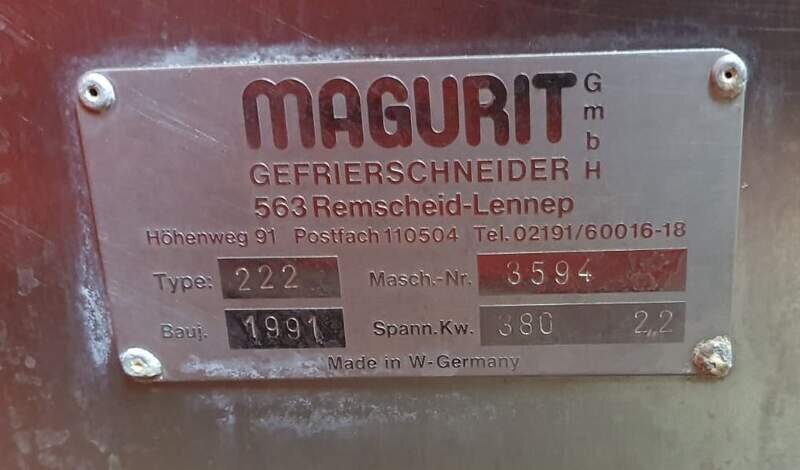 MAGURIT GmbH
GEFRIERSCHNEIDER
563 Remscheid-Lennep
Höhenweg 91 Postfach 110504 Tel. 02191/60016-18
Type: 222 Masch.-Nr. 3594
Bauj. 1991 Spann. Kw. 380 2,2
Made in W-Germany